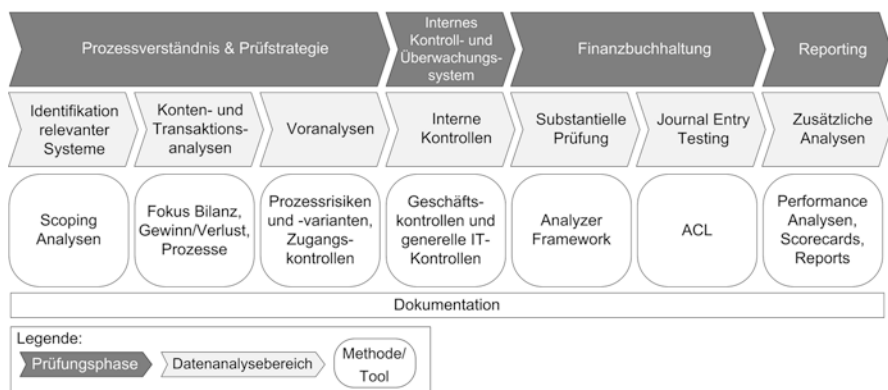 Prozessverständnis & Prüfstrategie
Internes
Kontroll- und
Überwachungs-
system
Finanzbuchhaltung
Reporting
Identifikation
relevanter
Systeme
Konten- und
Transaktions-
analysen
Voranalysen
Interne
Kontrollen
Substantielle
Prüfung
Journal Entry
Testing
Zusätzliche
Analysen
Scoping
Analysen
Fokus Bilanz,
Gewinn/Verlust,
Prozesse
Prozessrisiken
und -varianten,
Zugangs-
kontrollen
Geschäfts-
kontrollen und
generelle IT-
Kontrollen
Analyzer
Framework
ACL
Performance
Analysen,
Scorecards,
Reports
Dokumentation
Legende:
Prüfungsphase
Datenanalysebereich
Methode/
Tool